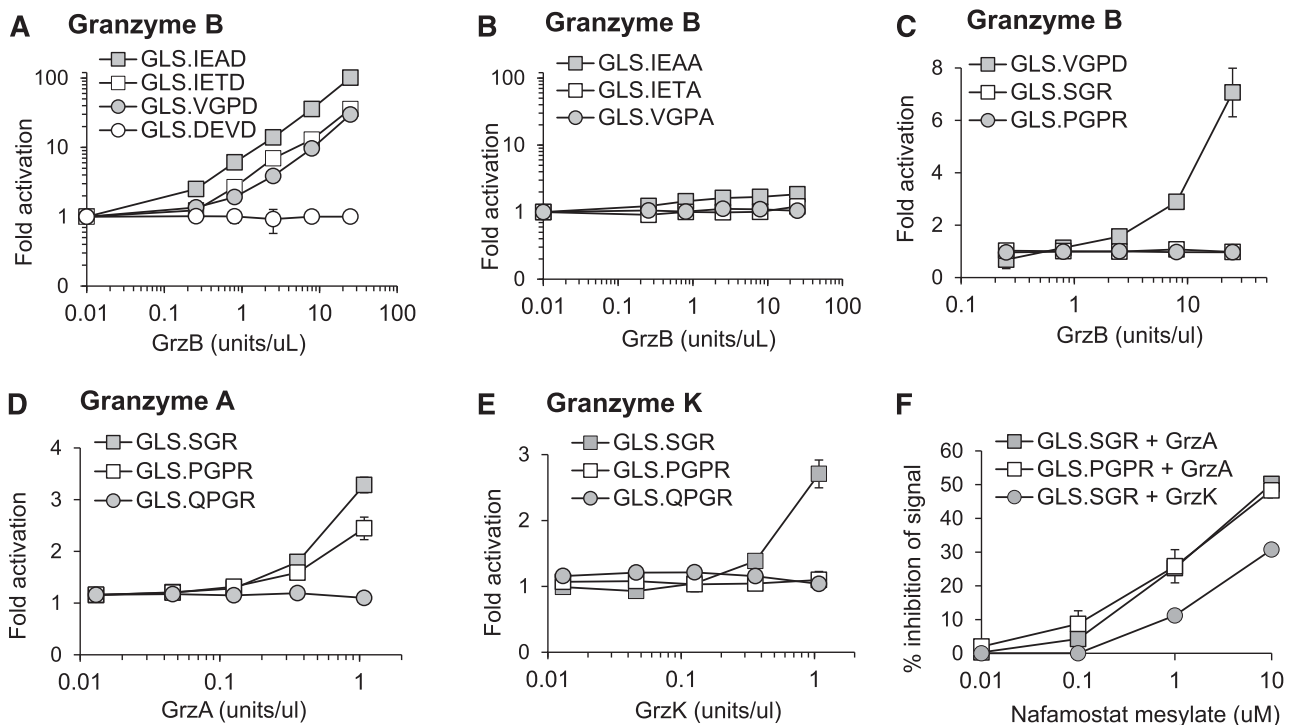 A Granzyme B
GLS.IEAD
GLS.IETD
GLS.VGPD
GLS.DEVD
Fold activation
100
10
1
0
0.01 0.1 1 10 100
GrzB (units/uL)
B Granzyme B
GLS.IEAA
GLS.IETA
GLS.VGPA
Fold activation
100
10
1
0
0.01 0.1 1 10 100
GrzB (units/uL)
C Granzyme B
GLS.VGPD
GLS.SGR
GLS.PGPR
Fold activation
8
6
4
2
0
0.1 1 10
GrzB (units/ul)
D Granzyme A
GLS.SGR
GLS.PGPR
GLS.QPGR
Fold activation
4
3
2
1
0
0.01 0.1 1
GrzA (units/ul)
E Granzyme K
GLS.SGR
GLS.PGPR
GLS.QPGR
Fold activation
3
2
1
0
0.01 0.1 1
GrzK (units/ul)
F
GLS.SGR + GrzA
GLS.PGPR + GrzA
GLS.SGR + GrzK
% inhibition of signal
60
50
40
30
20
10
0
0.01 0.1 1 10
Nafamostat mesylate (uM)